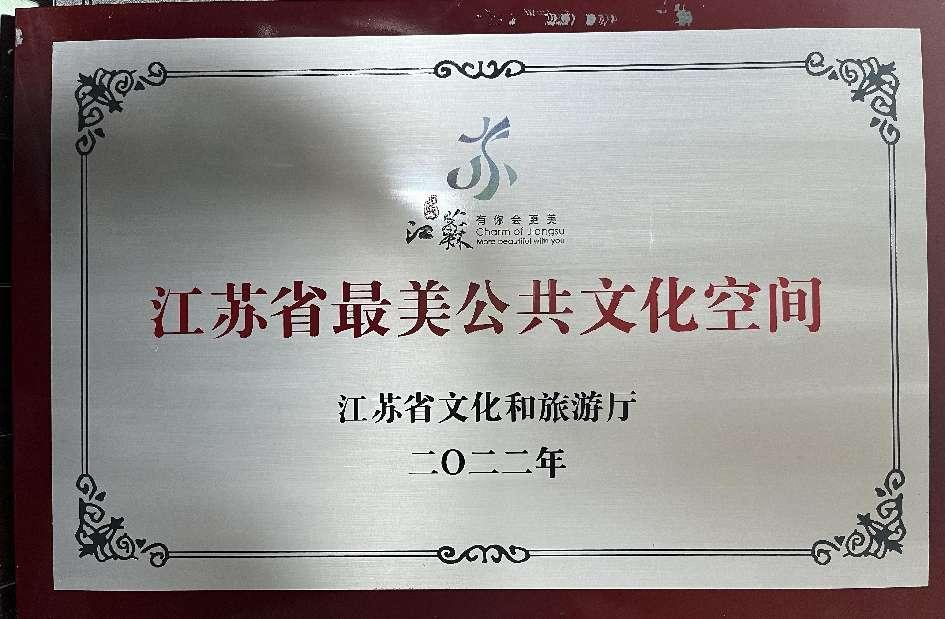 苏
江蘇
有你会更美
Charm of Jiangsu
More beautiful with you
江苏省最美公共文化空间
江苏省文化和旅游厅
二〇二二年